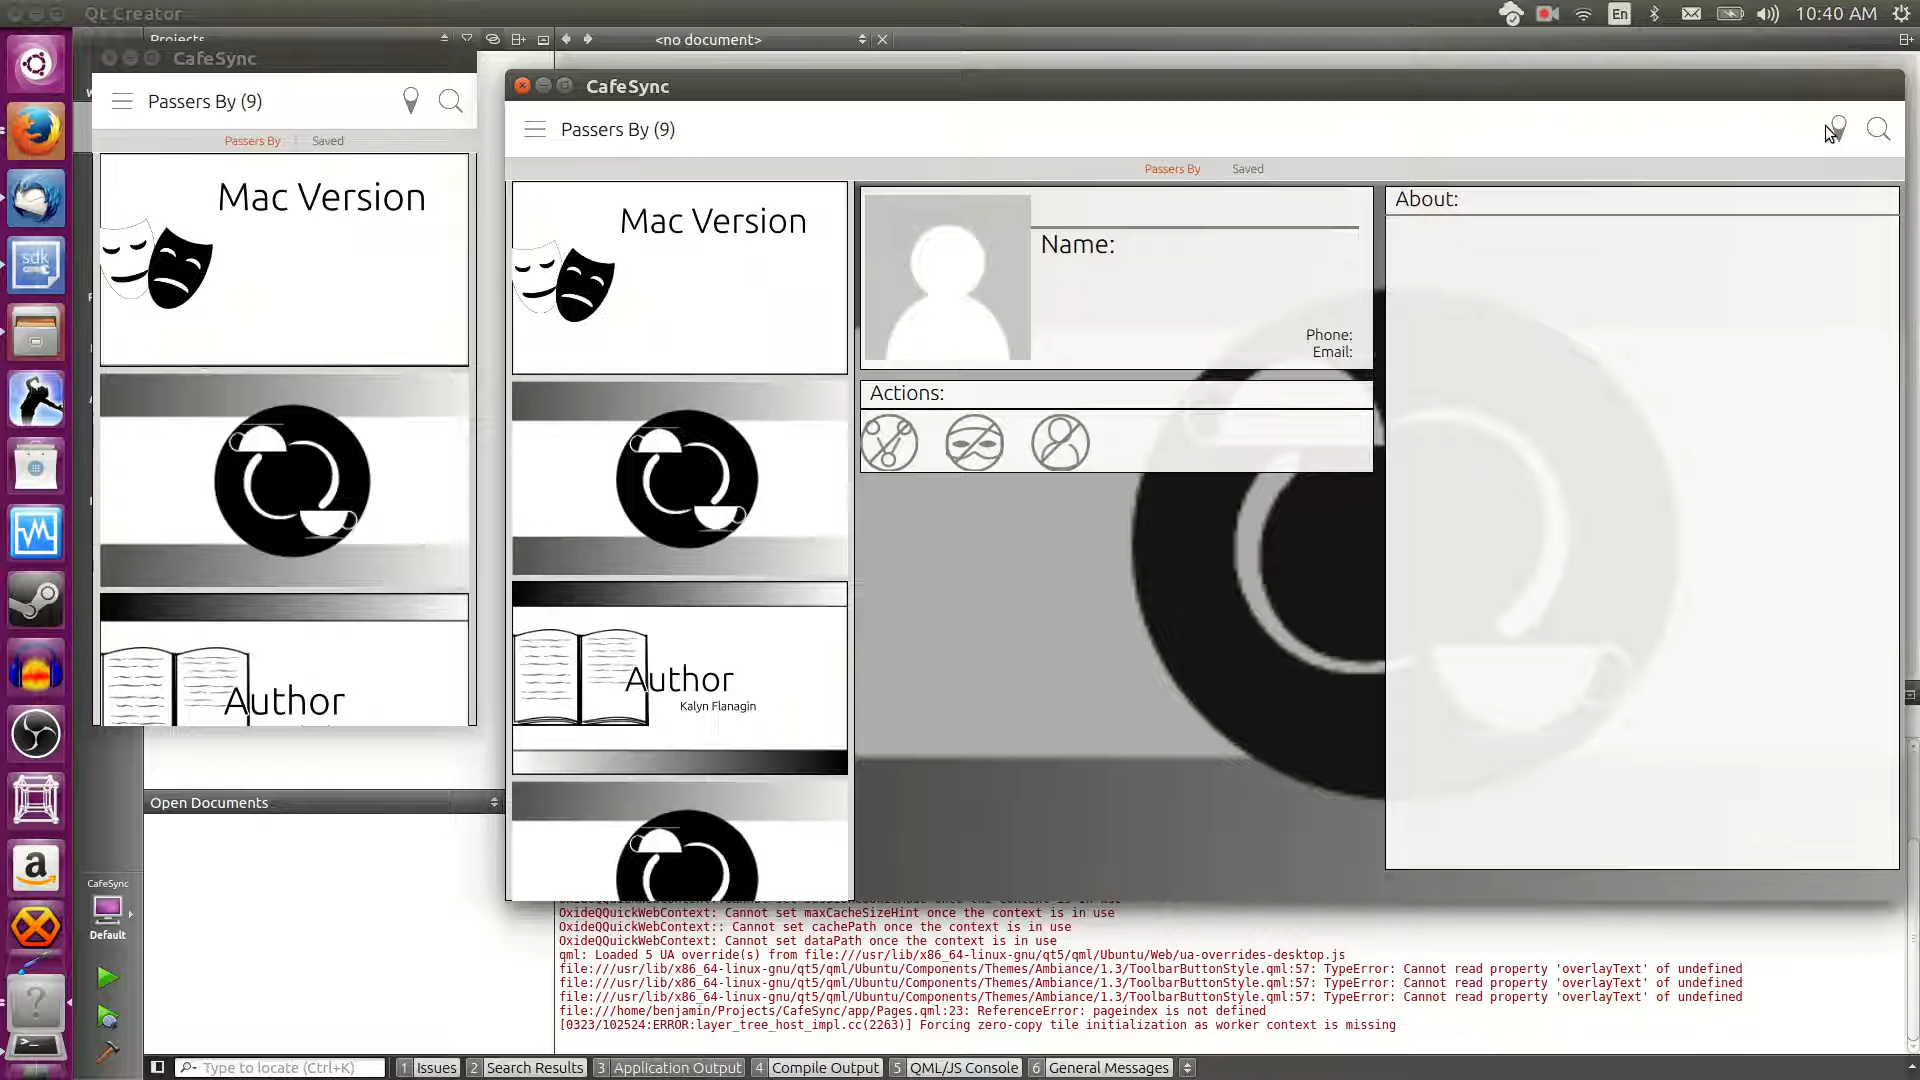 Qt Creator
En
10:40 AM
Projects
<no document>
CafeSync
Passers By (9)
Passers By
Saved
Mac Version
Author
CafeSync
Passers By (9)
Passers By
Saved
Mac Version
Author
Kalyn Flanagin
Name:
Phone:
Email:
Actions:
About:
sdk
Open Documents
CafeSync
Default
OxideQQuickWebContext: Cannot set maxCacheSizeHint once the context is in use
OxideQQuickWebContext:: Cannot set cachePath once the context is in use
OxideQQuickWebContext: Cannot set dataPath once the context is in use
qml: Loaded 5 UA override(s) from file:///usr/lib/x86_64-linux-gnu/qt5/qml/Ubuntu/Web/ua-overrides-desktop.js
file:///usr/lib/x86_64-linux-gnu/qt5/qml/Ubuntu/Components/Themes/Ambiance/1.3/ToolbarButtonStyle.qml:57: TypeError: Cannot read property 'overlayText' of undefined
file:///usr/lib/x86_64-linux-gnu/qt5/qml/Ubuntu/Components/Themes/Ambiance/1.3/ToolbarButtonStyle.qml:57: TypeError: Cannot read property 'overlayText' of undefined
file:///usr/lib/x86_64-linux-gnu/qt5/qml/Ubuntu/Components/Themes/Ambiance/1.3/ToolbarButtonStyle.qml:57: TypeError: Cannot read property 'overlayText' of undefined
file:///home/benjamin/Projects/CafeSync/app/Pages.qml:23: ReferenceError: pageindex is not defined
[0323/102524:ERROR:layer_tree_host_impl.cc(2263)] Forcing zero-copy tile initialization as worker context is missing
Type to locate (Ctrl+K)
1 Issues
2 Search Results
3 Application Output
4 Compile Output
5 QML/JS Console
6 General Messages